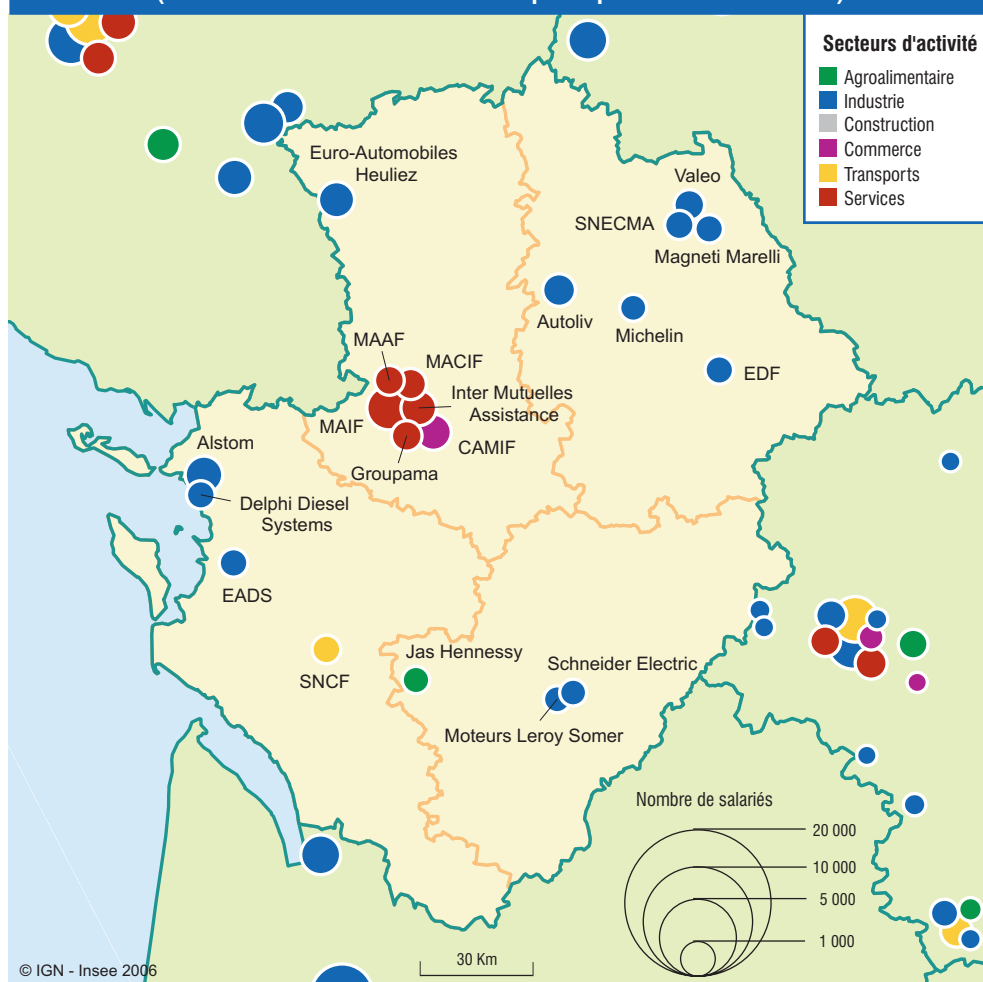 Secteurs d'activité
Agroalimentaire
Industrie
Construction
Commerce
Transports
Services
Euro-Automobiles
Heuliez
Valeo
SNECMA
Magneti Marelli
Autoliv
Michelin
EDF
MAAF
MACIF
Inter Mutuelles
Assistance
MAIF
CAMIF
Groupama
Alstom
Delphi Diesel
Systems
EADS
SNCF
Jas Hennessy
Schneider Electric
Moteurs Leroy Somer
Nombre de salariés
20 000
10 000
5 000
1 000
30 Km
© IGN - Insee 2006